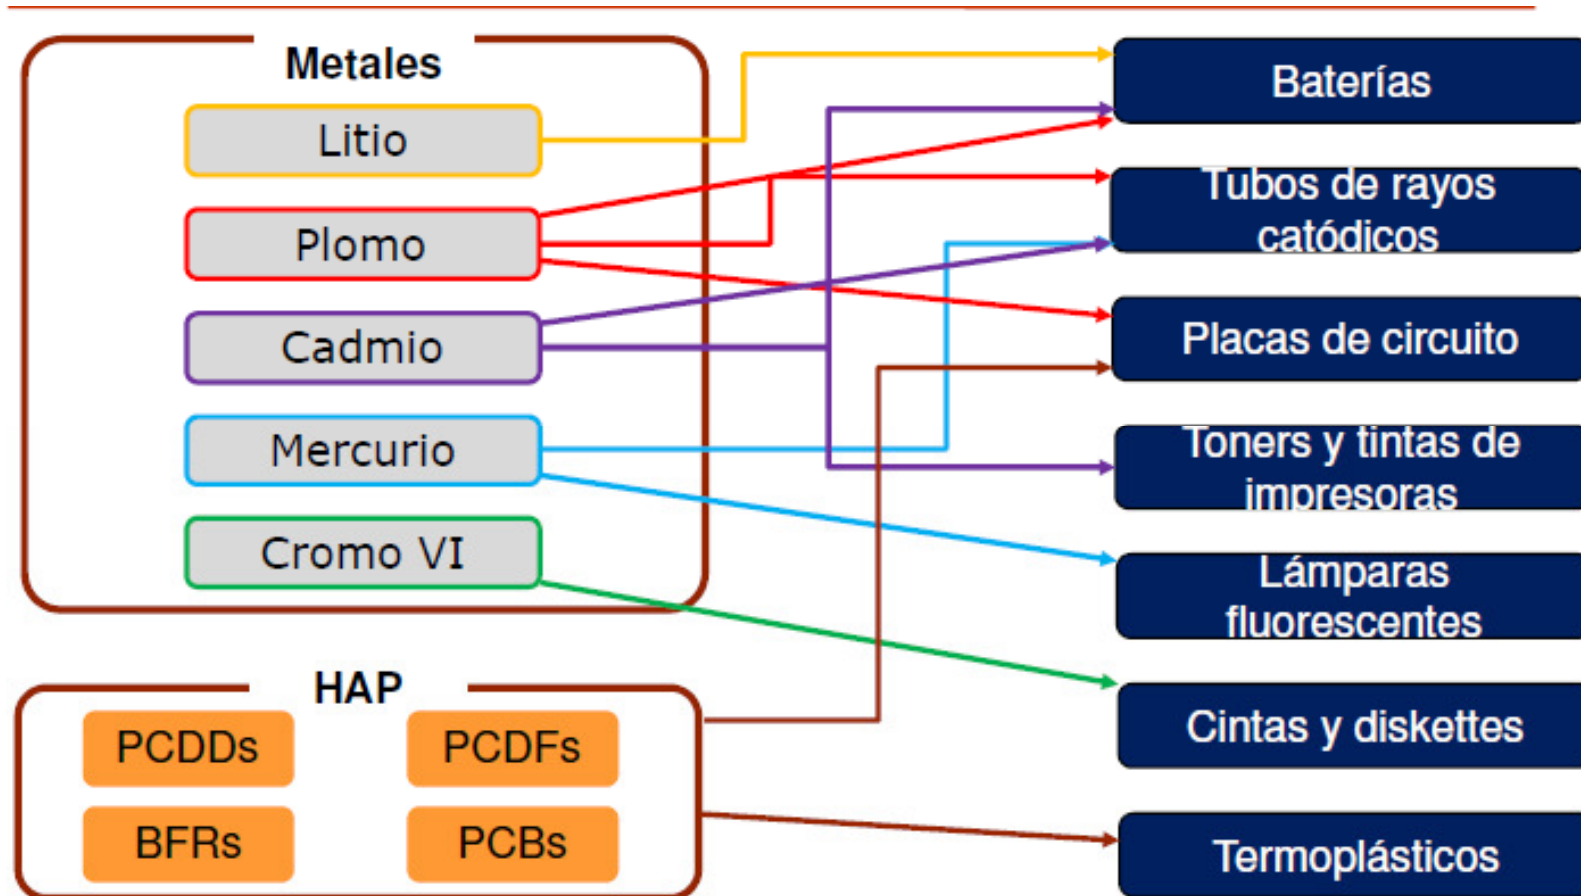 Metales
Litio
Plomo
Cadmio
Mercurio
Cromo VI
HAP
PCDDs
PCDFs
BFRs
PCBs
Baterías
Tubos de rayos
catódicos
Placas de circuito
Toners y tintas de
impresoras
Lámparas
fluorescentes
Cintas y diskettes
Termoplásticos